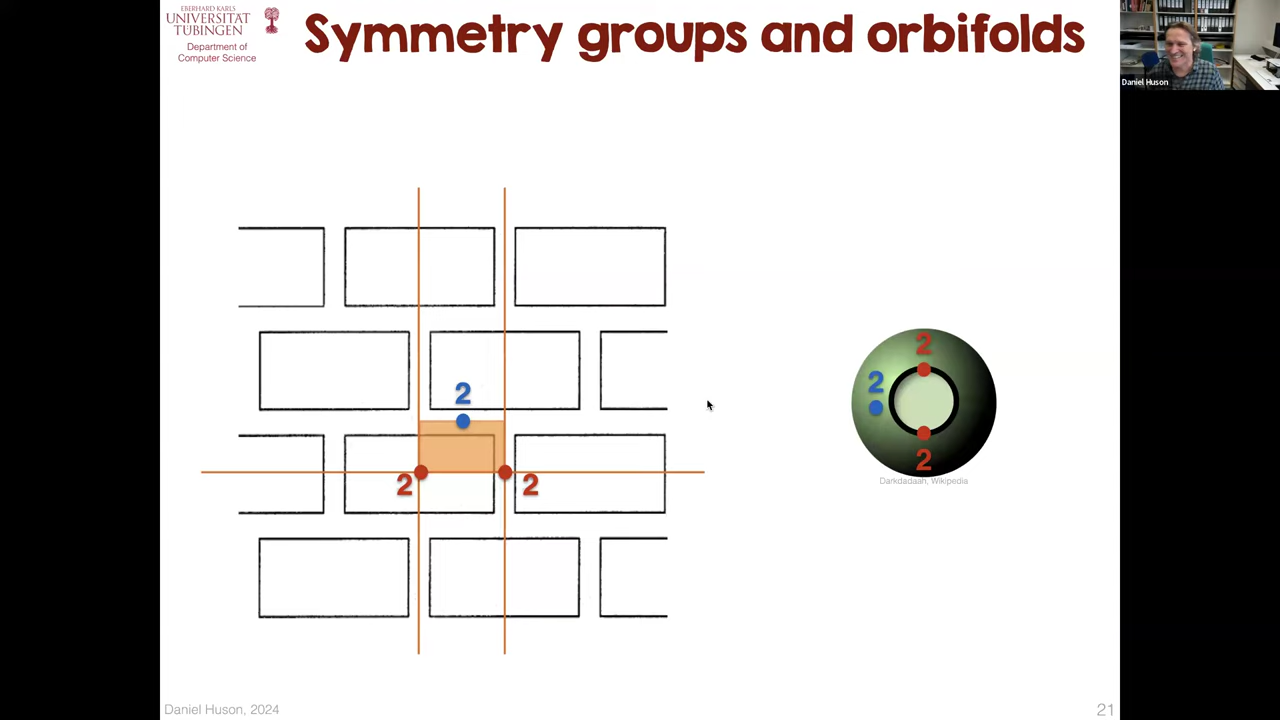 EBERHARD KARLS
UNIVERSITÄT
TÜBINGEN
Department of
Computer Science
Symmetry groups and orbifolds
Daniel Huson
2
2
2
2
2
2
Darkdadaah, Wikipedia
Daniel Huson, 2024
21